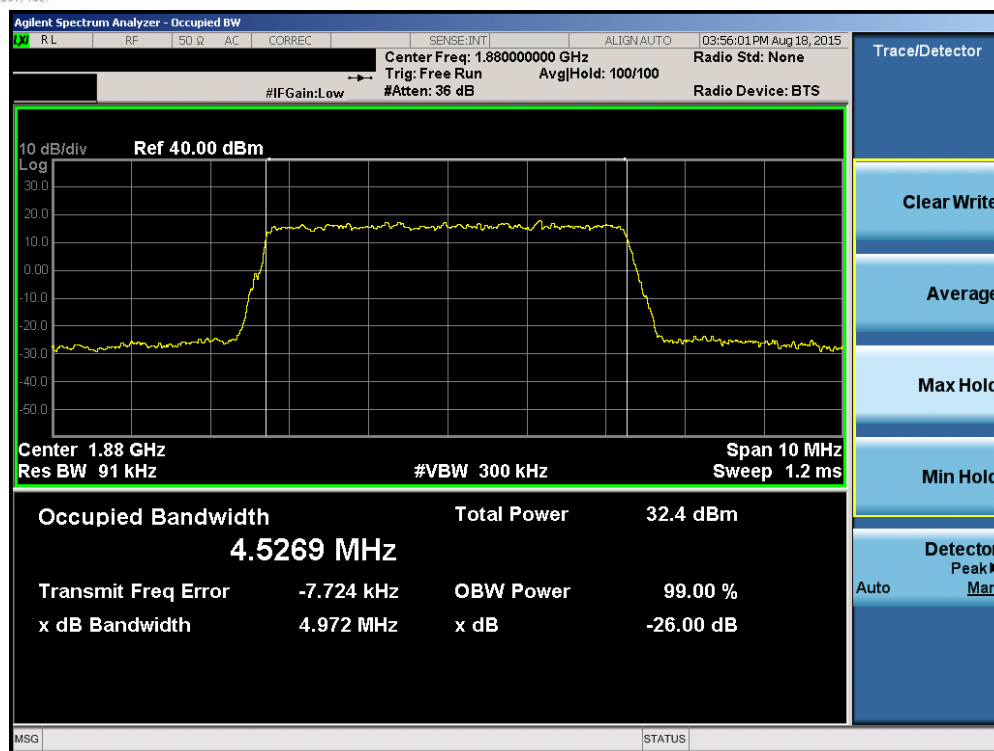 Agilent Spectrum Analyzer - Occupied BW
LXI RL RF 50 Ω AC CORREC SENSE:INT ALIGN AUTO 03:56:01 PM Aug 18, 2015
Center Freq: 1.880000000 GHz Radio Std: None
Trig: Free Run Avg|Hold: 100/100
#IFGain:Low #Atten: 36 dB Radio Device: BTS
Trace/Detector
10 dB/div Ref 40.00 dBm
Log
30.0
20.0
10.0
0.00
-10.0
-20.0
-30.0
-40.0
-50.0
Center 1.88 GHz Span 10 MHz
Res BW 91 kHz #VBW 300 kHz Sweep 1.2 ms
Occupied Bandwidth Total Power 32.4 dBm
4.5269 MHz
Transmit Freq Error -7.724 kHz OBW Power 99.00 %
x dB Bandwidth 4.972 MHz x dB -26.00 dB
Clear Write
Average
Max Hold
Min Hold
Detector
Peak
Auto Man
MSG STATUS